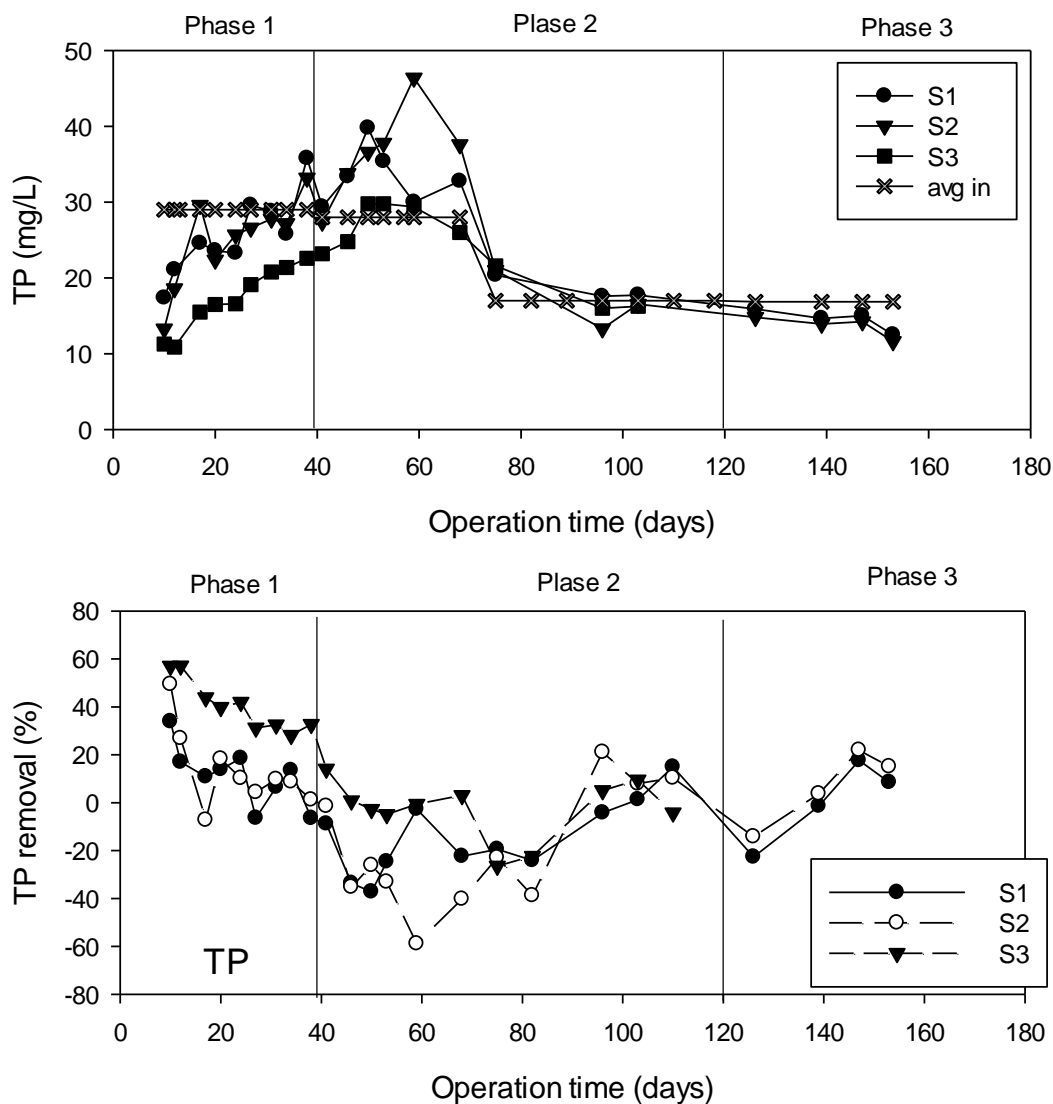 Phase 1 Plase 2 Phase 3
50
40
30
20
10
0
TP (mg/L)
S1
S2
S3
avg in
0 20 40 60 80 100 120 140 160 180
Operation time (days)
Phase 1 Plase 2 Phase 3
80
60
40
20
0
-20
-40
-60
-80
TP removal (%)
TP
S1
S2
S3
0 20 40 60 80 100 120 140 160 180
Operation time (days)